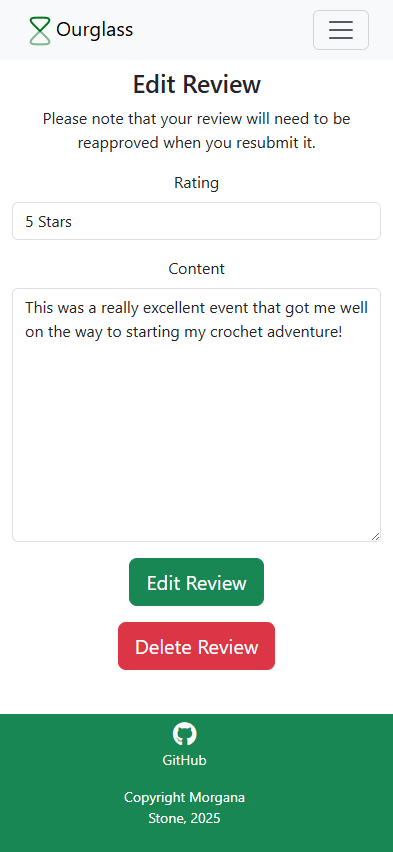 Ourglass
Edit Review
Please note that your review will need to be
reapproved when you resubmit it.
Rating
5 Stars
Content
This was a really excellent event that got me well
on the way to starting my crochet adventure!
Edit Review
Delete Review
GitHub
Copyright Morgana
Stone, 2025